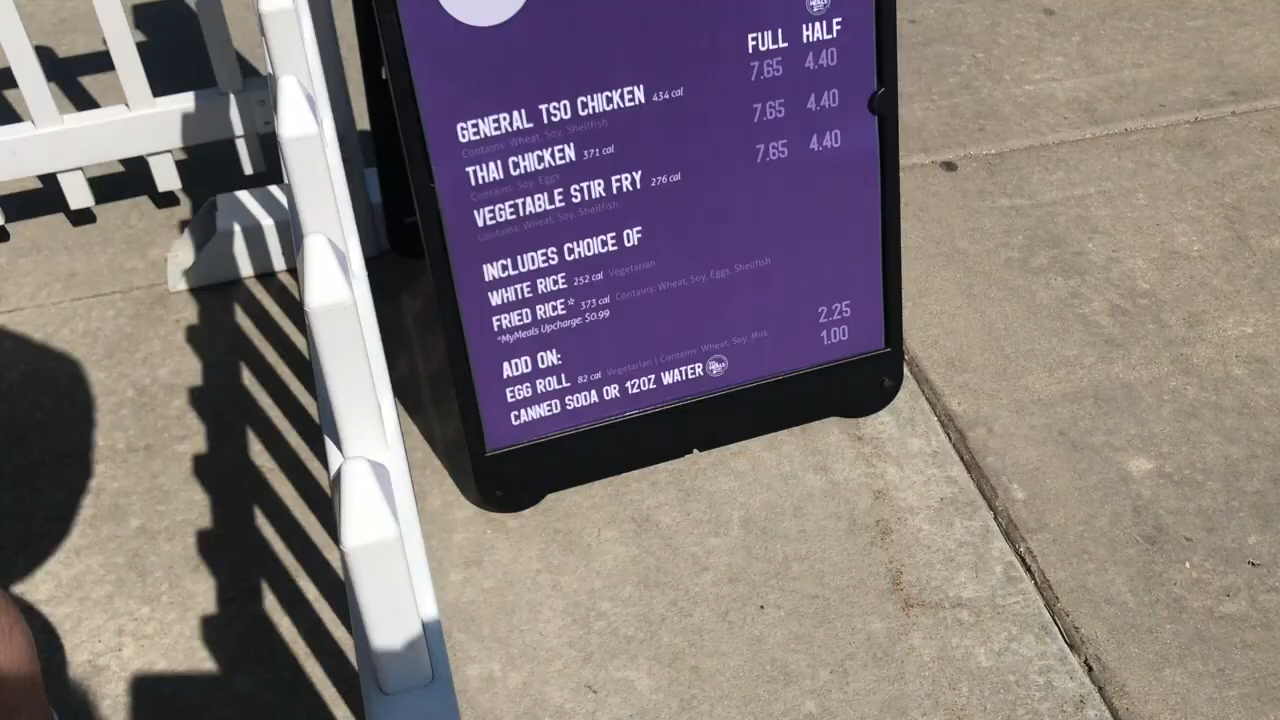 FULL HALF
GENERAL TSO CHICKEN 434 cal 7.65 4.40
Contains: Wheat, Soy, Shellfish
THAI CHICKEN 371 cal 7.65 4.40
Contains: Soy, Eggs
VEGETABLE STIR FRY 276 cal 7.65 4.40
Contains: Wheat, Soy, Shellfish
INCLUDES CHOICE OF
WHITE RICE 252 cal Vegetarian
FRIED RICE* 373 cal Contains: Wheat, Soy, Eggs, Shellfish
*MyMeals Upcharge: $0.99
ADD ON:
EGG ROLL 82 cal Vegetarian | Contains: Wheat, Soy, Milk 2.25
CANNED SODA OR 12OZ WATER 1.00